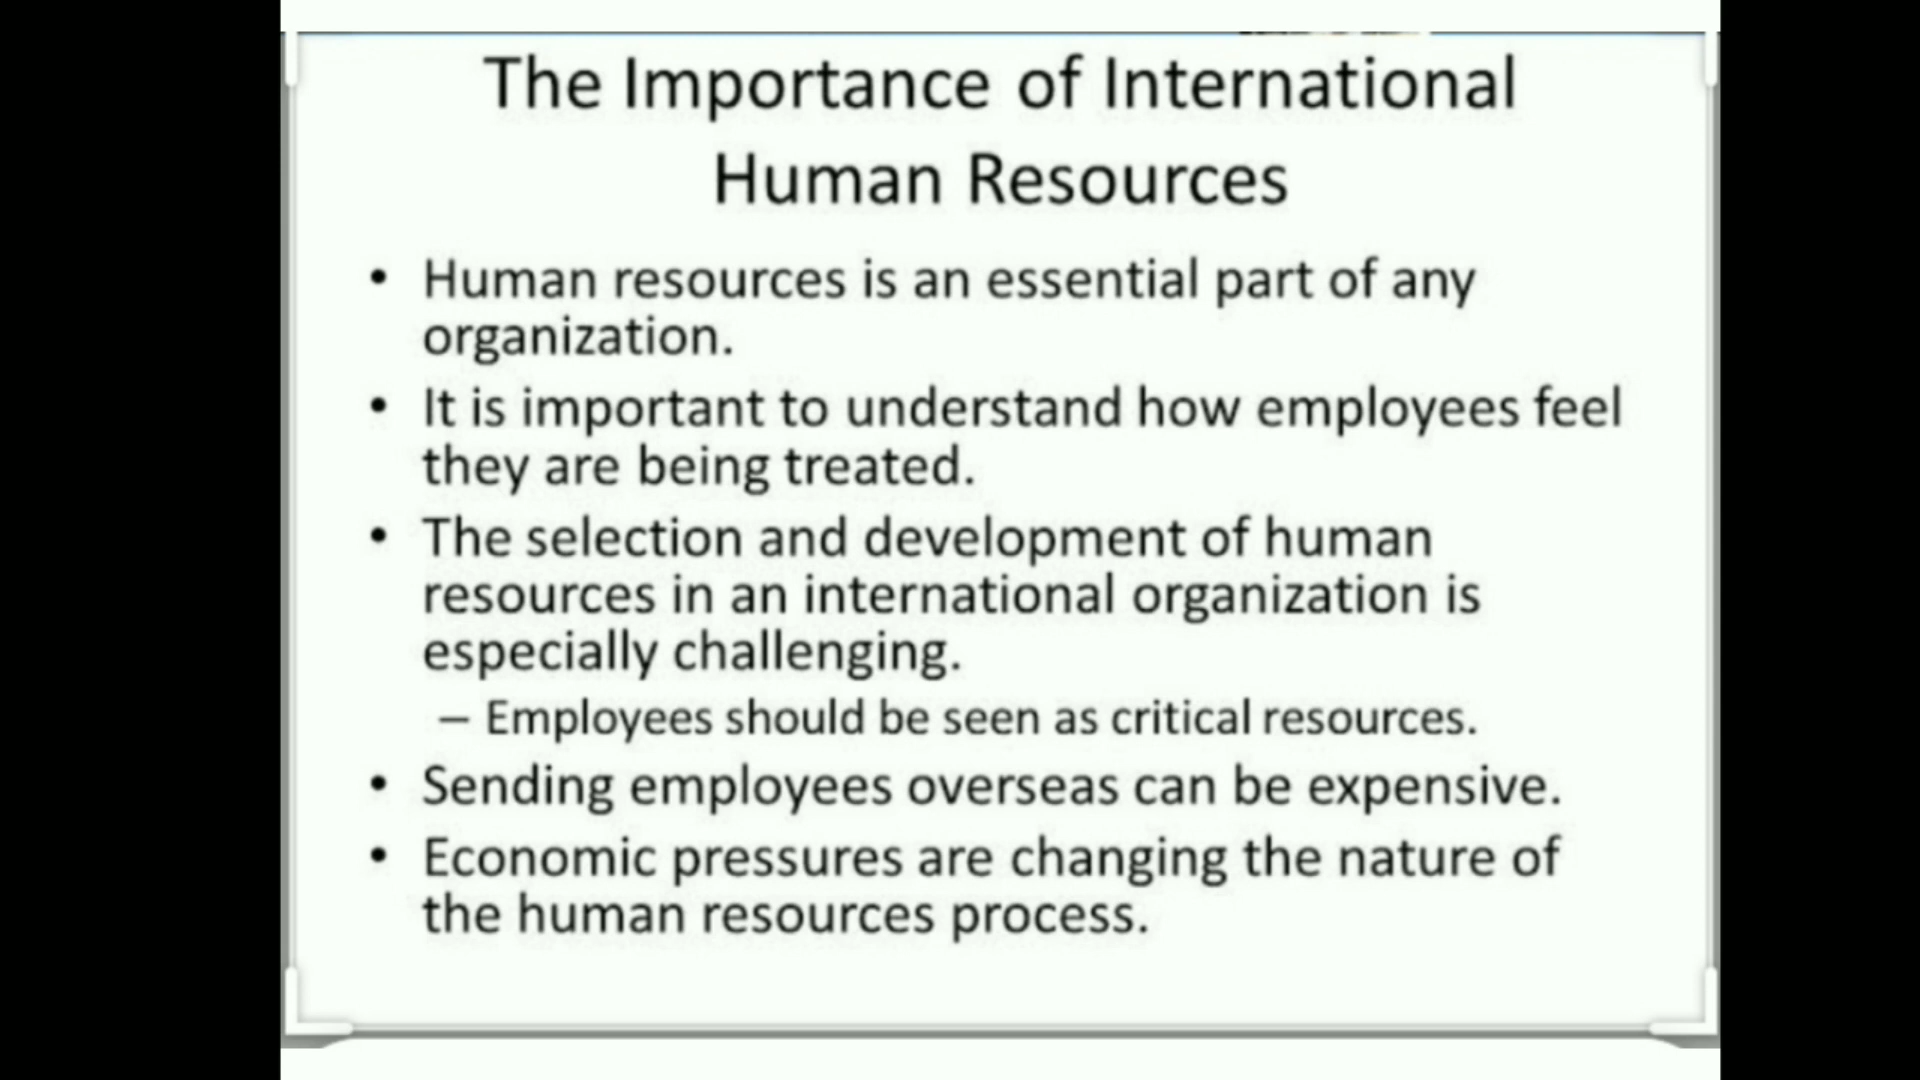 The Importance of International
Human Resources
• Human resources is an essential part of any
organization.
• It is important to understand how employees feel
they are being treated.
• The selection and development of human
resources in an international organization is
especially challenging.
– Employees should be seen as critical resources.
• Sending employees overseas can be expensive.
• Economic pressures are changing the nature of
the human resources process.